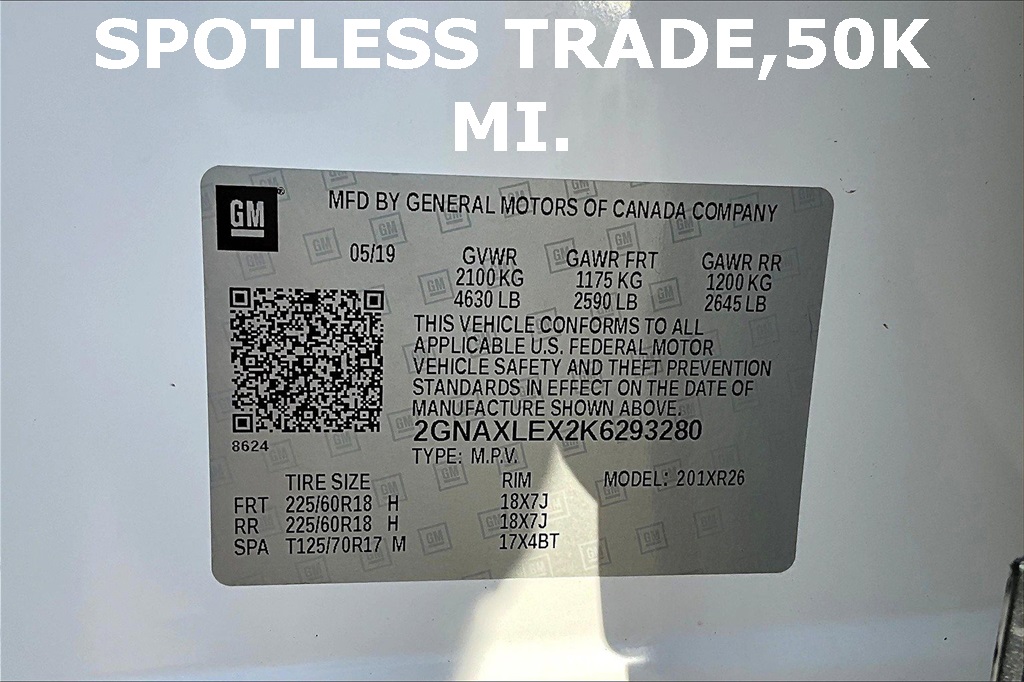 SPOTLESS TRADE,50K
MI.
GM®
MFD BY GENERAL MOTORS OF CANADA COMPANY
05/19 GVWR GAWR FRT GAWR RR
2100 KG 1175 KG 1200 KG
4630 LB 2590 LB 2645 LB
THIS VEHICLE CONFORMS TO ALL
APPLICABLE U.S. FEDERAL MOTOR
VEHICLE SAFETY AND THEFT PREVENTION
STANDARDS IN EFFECT ON THE DATE OF
MANUFACTURE SHOWN ABOVE.
2GNAXLEX2K6293280
8624
TYPE: M.P.V.
TIRE SIZE RIM MODEL: 201XR26
FRT 225/60R18 H 18X7J
RR 225/60R18 H 18X7J
SPA T125/70R17 M 17X4BT